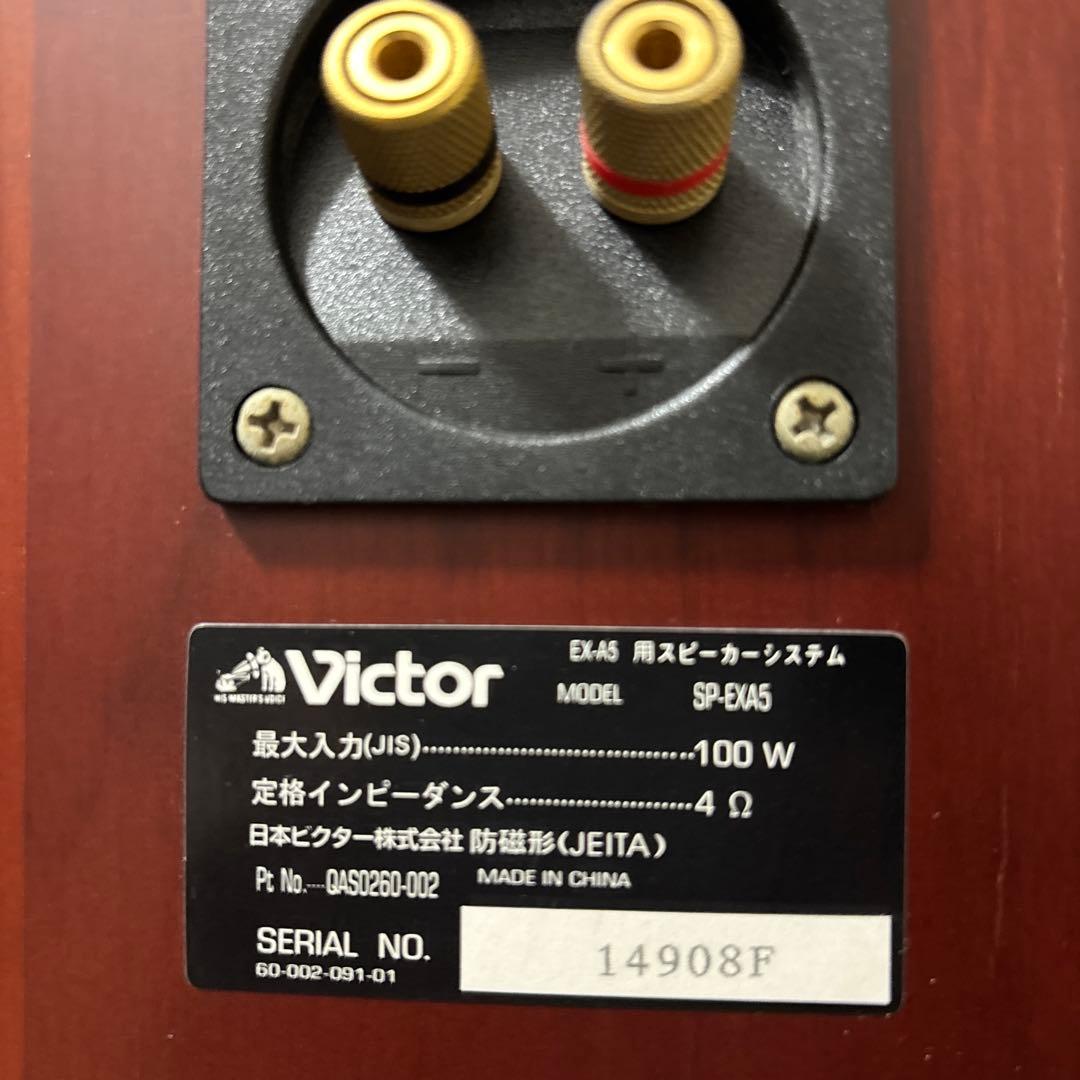 − +
EX-A5 用スピーカーシステム
HIS MASTER'S VOICE Victor MODEL SP-EXA5
最大入力(JIS)....................................100 W
定格インピーダンス.........................4 Ω
日本ビクター株式会社 防磁形(JEITA)
Pt No.----QAS0260-002 MADE IN CHINA
SERIAL NO. 14908F
60-002-091-01